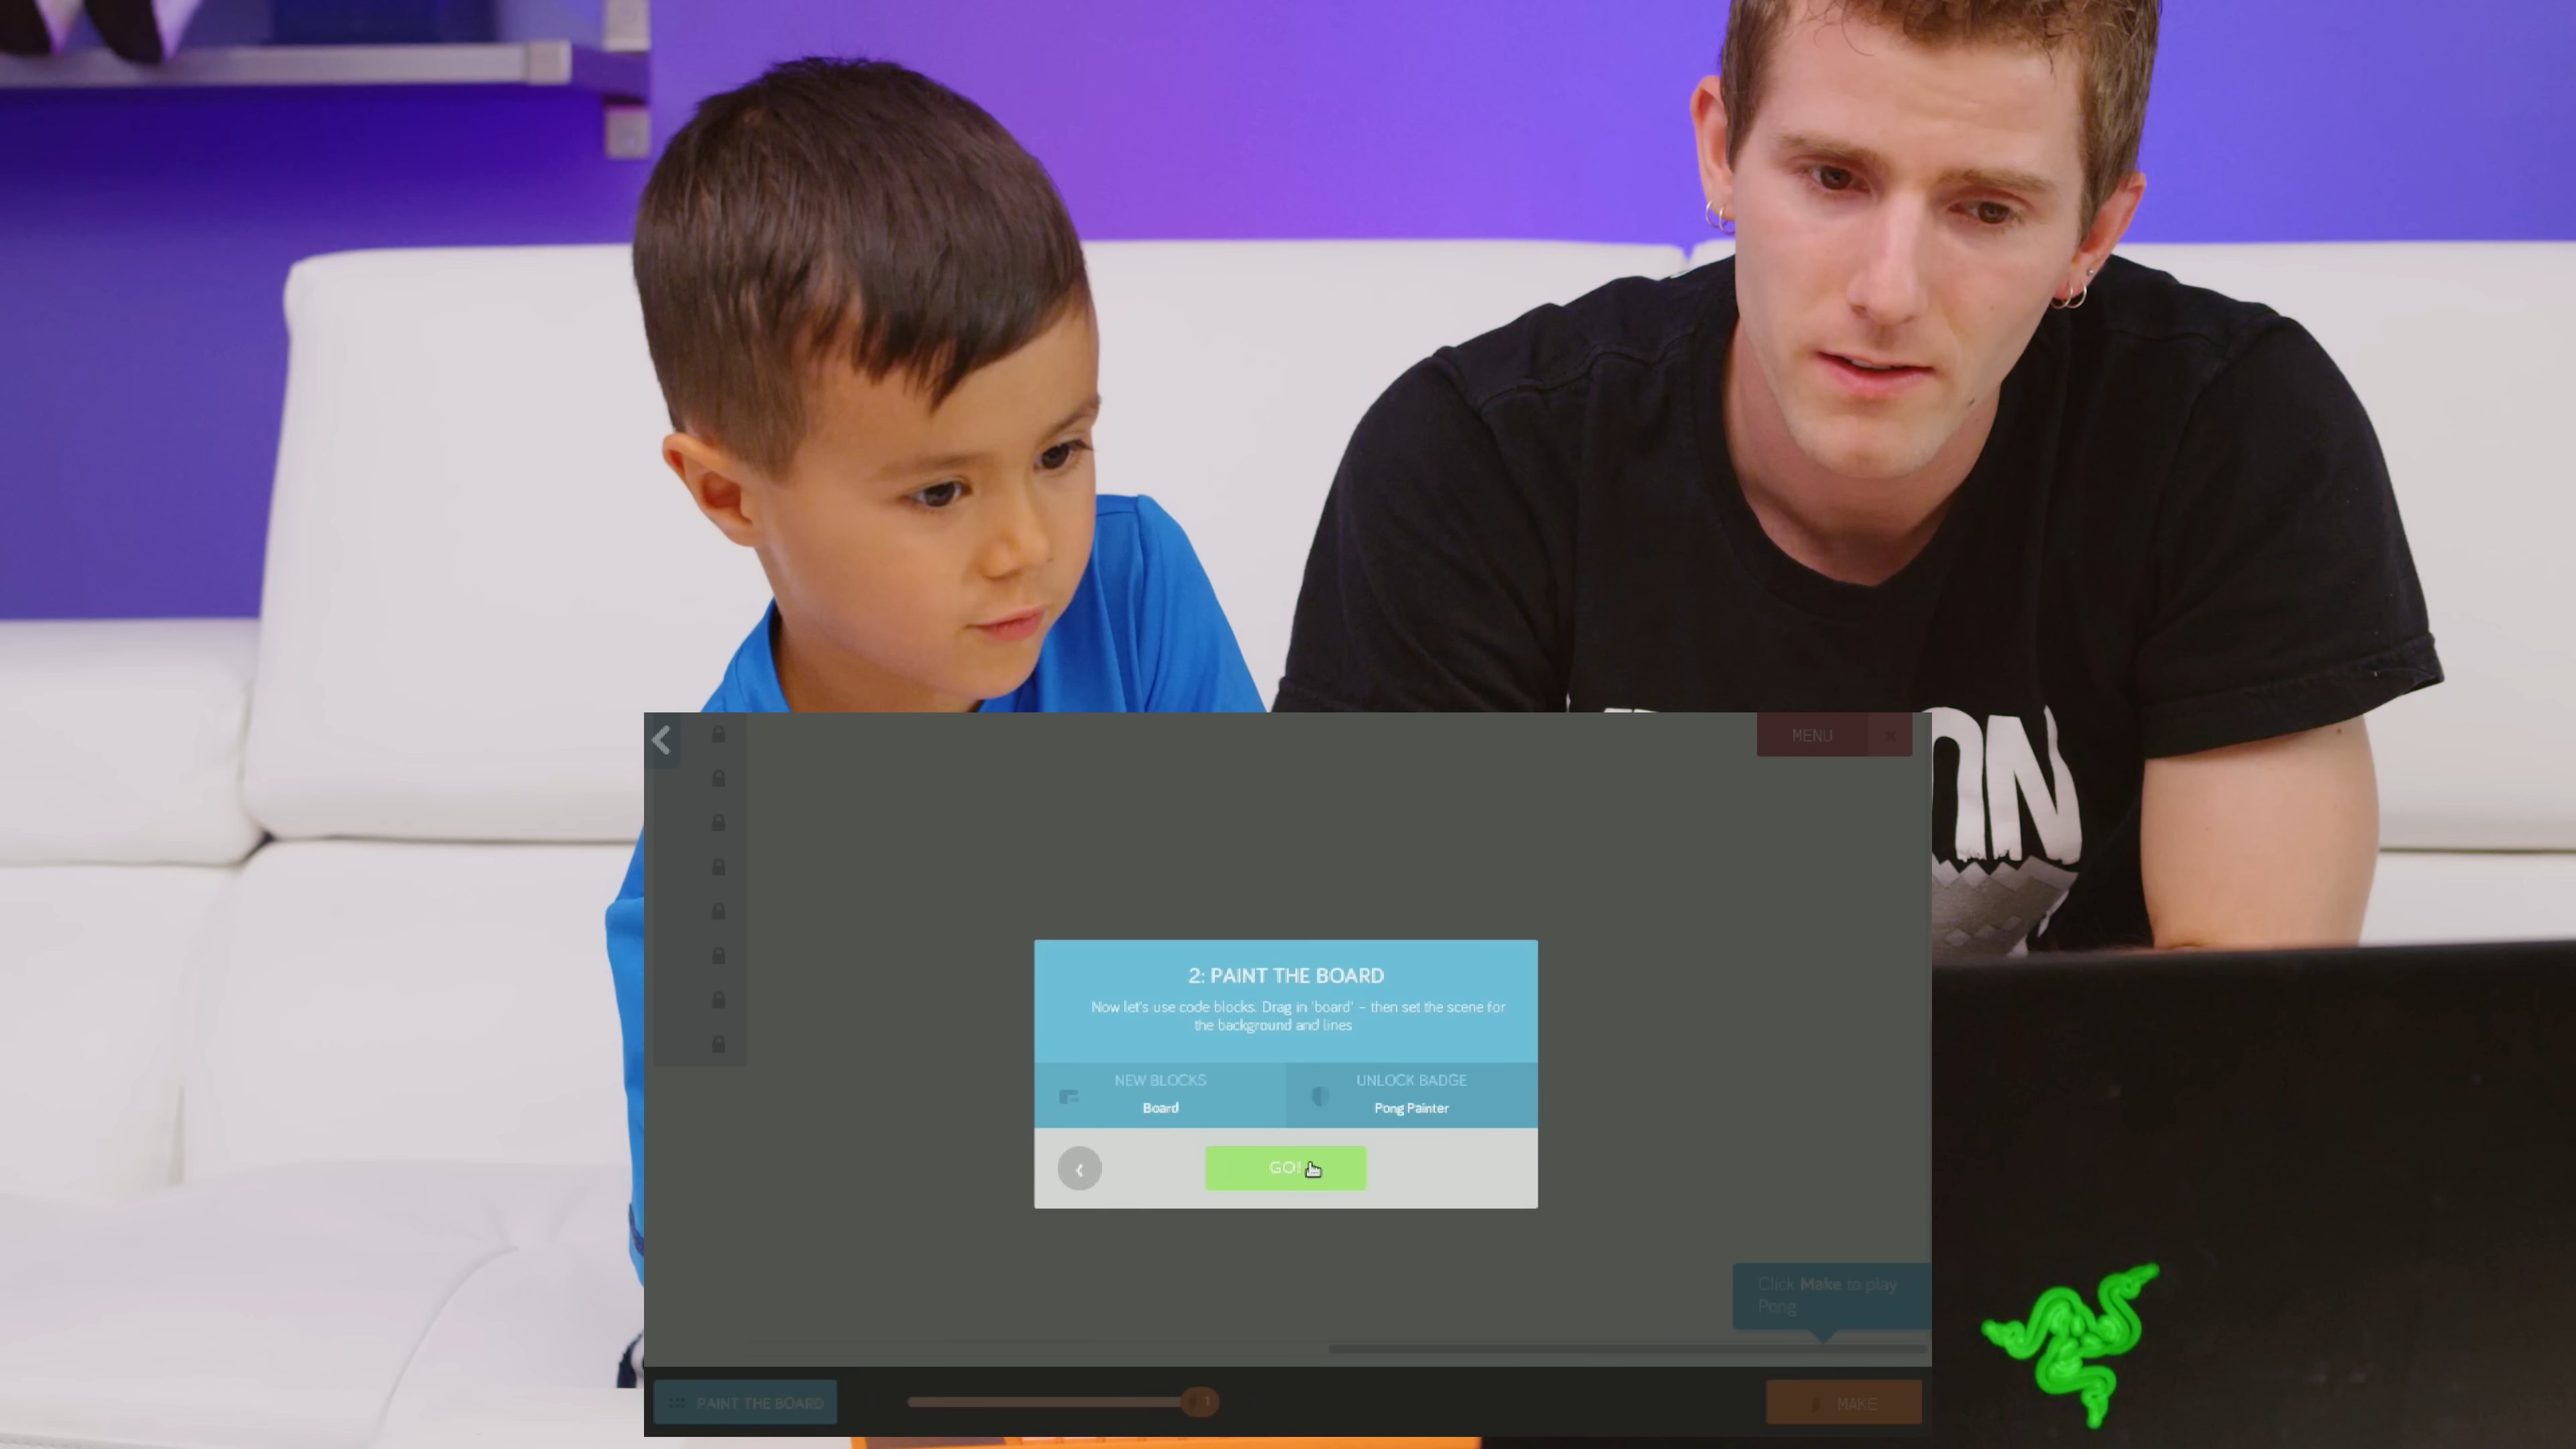 MENU
2: PAINT THE BOARD
Now let's use code blocks. Drag in 'board' – then set the scene for
the background and lines
NEW BLOCKS
Board
UNLOCK BADGE
Pong Painter
GO!
Click Make to play
Pong
PAINT THE BOARD
1
MAKE